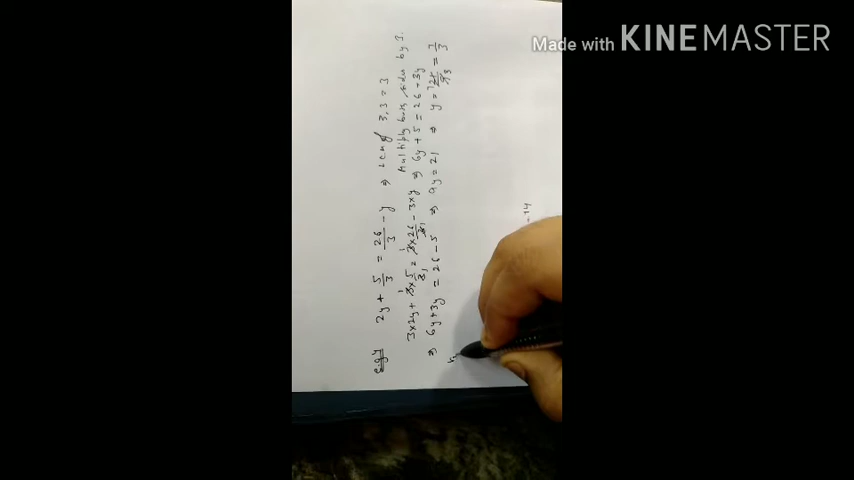 Made with KINEMASTER
2y + 5/3 = 26/3 - y ⇒ LCM of 3,3 = 3
Multiply both sides by 3.
3×2y + 3×5/3 = 3×26/3 - 3×y ⇒ 6y + 5 = 26 - 3y
⇒ 6y + 3y = 26 - 5 ⇒ 9y = 21 ⇒ y = 21/9 = 7/3
- 14